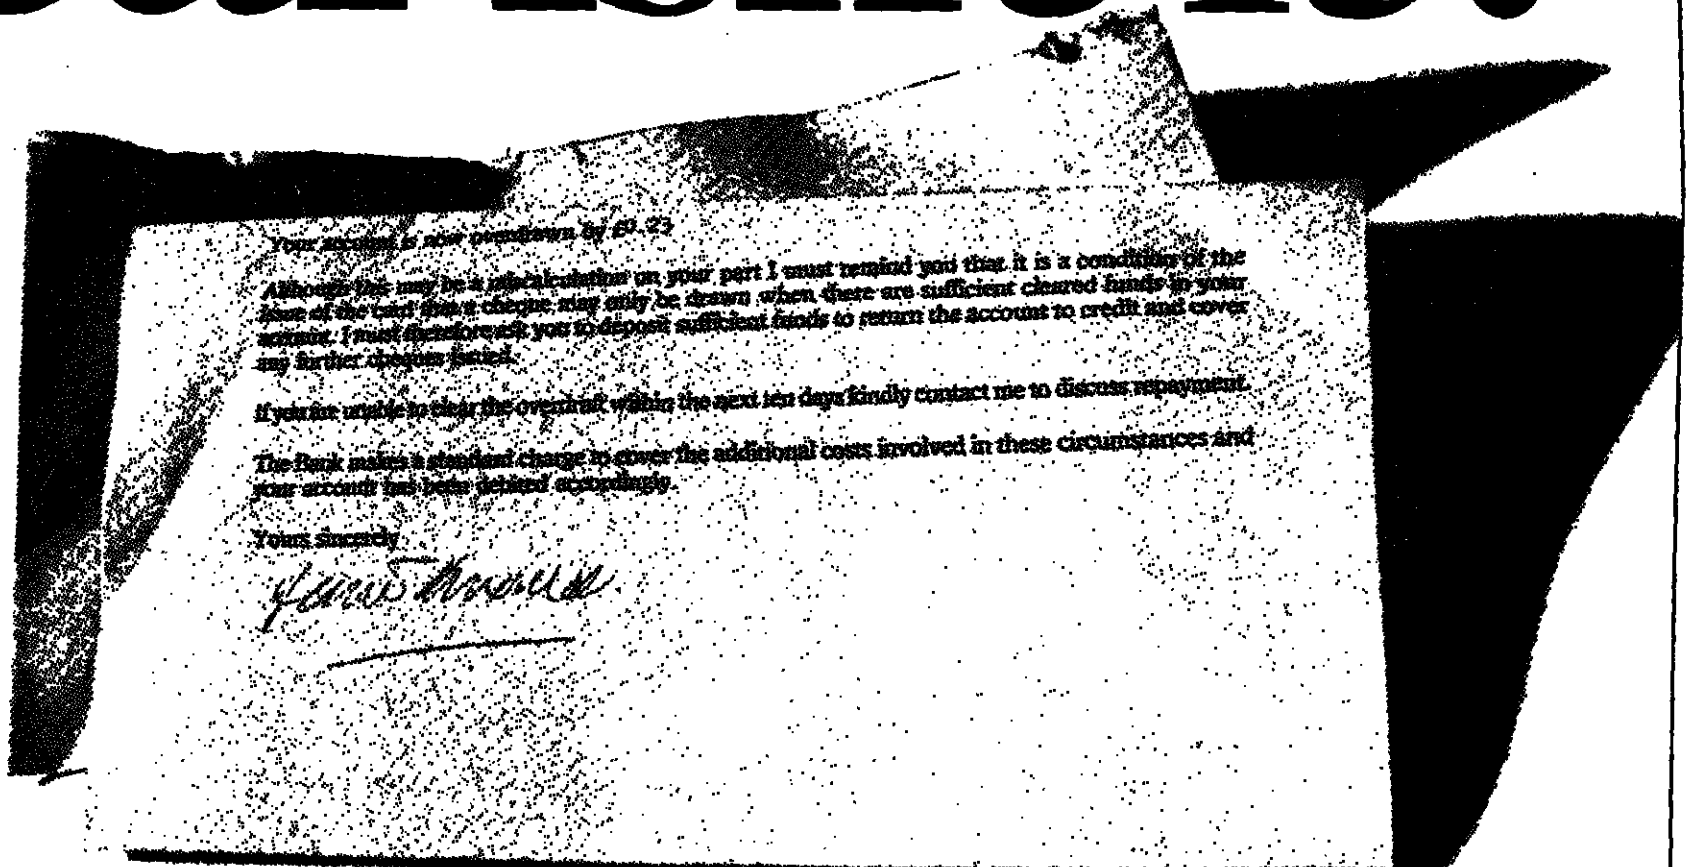 Your account is now overdrawn by £0.23
Although this may be a miscalculation on your part I must remind you that it is a condition of the
issue of the card that a cheque may only be drawn when there are sufficient cleared funds in your
account. I must therefore ask you to deposit sufficient funds to return the account to credit and cover
any further cheques issued.
If you are unable to clear the overdraft within the next ten days kindly contact me to discuss repayment.
The Bank makes a standard charge to cover the additional costs involved in these circumstances and
your account has been debited accordingly.
Yours sincerely